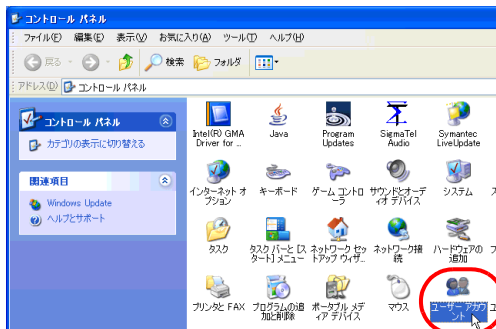 コントロール パネル
ファイル(F) 編集(E) 表示(V) お気に入り(A) ツール(T) ヘルプ(H)
戻る 検索 フォルダ
アドレス(D) コントロール パネル
コントロール パネル
カテゴリの表示に切り替える
関連項目
Windows Update
ヘルプとサポート
Intel(R) GMA Driver for ...
Java
Program Updates
SigmaTel Audio
Symantec LiveUpdate
インターネット オプション
キーボード
ゲーム コントローラ
サウンドとオーディオ デバイス
システム
ス
タスク
タスク バーと [スタート] メニュー
ネットワーク セットアップ ウィザ...
ネットワーク接続
ハードウェアの追加
プリンタと FAX
プログラムの追加と削除
ポータブル メディア デバイス
マウス
ユーザー アカウント
ユ